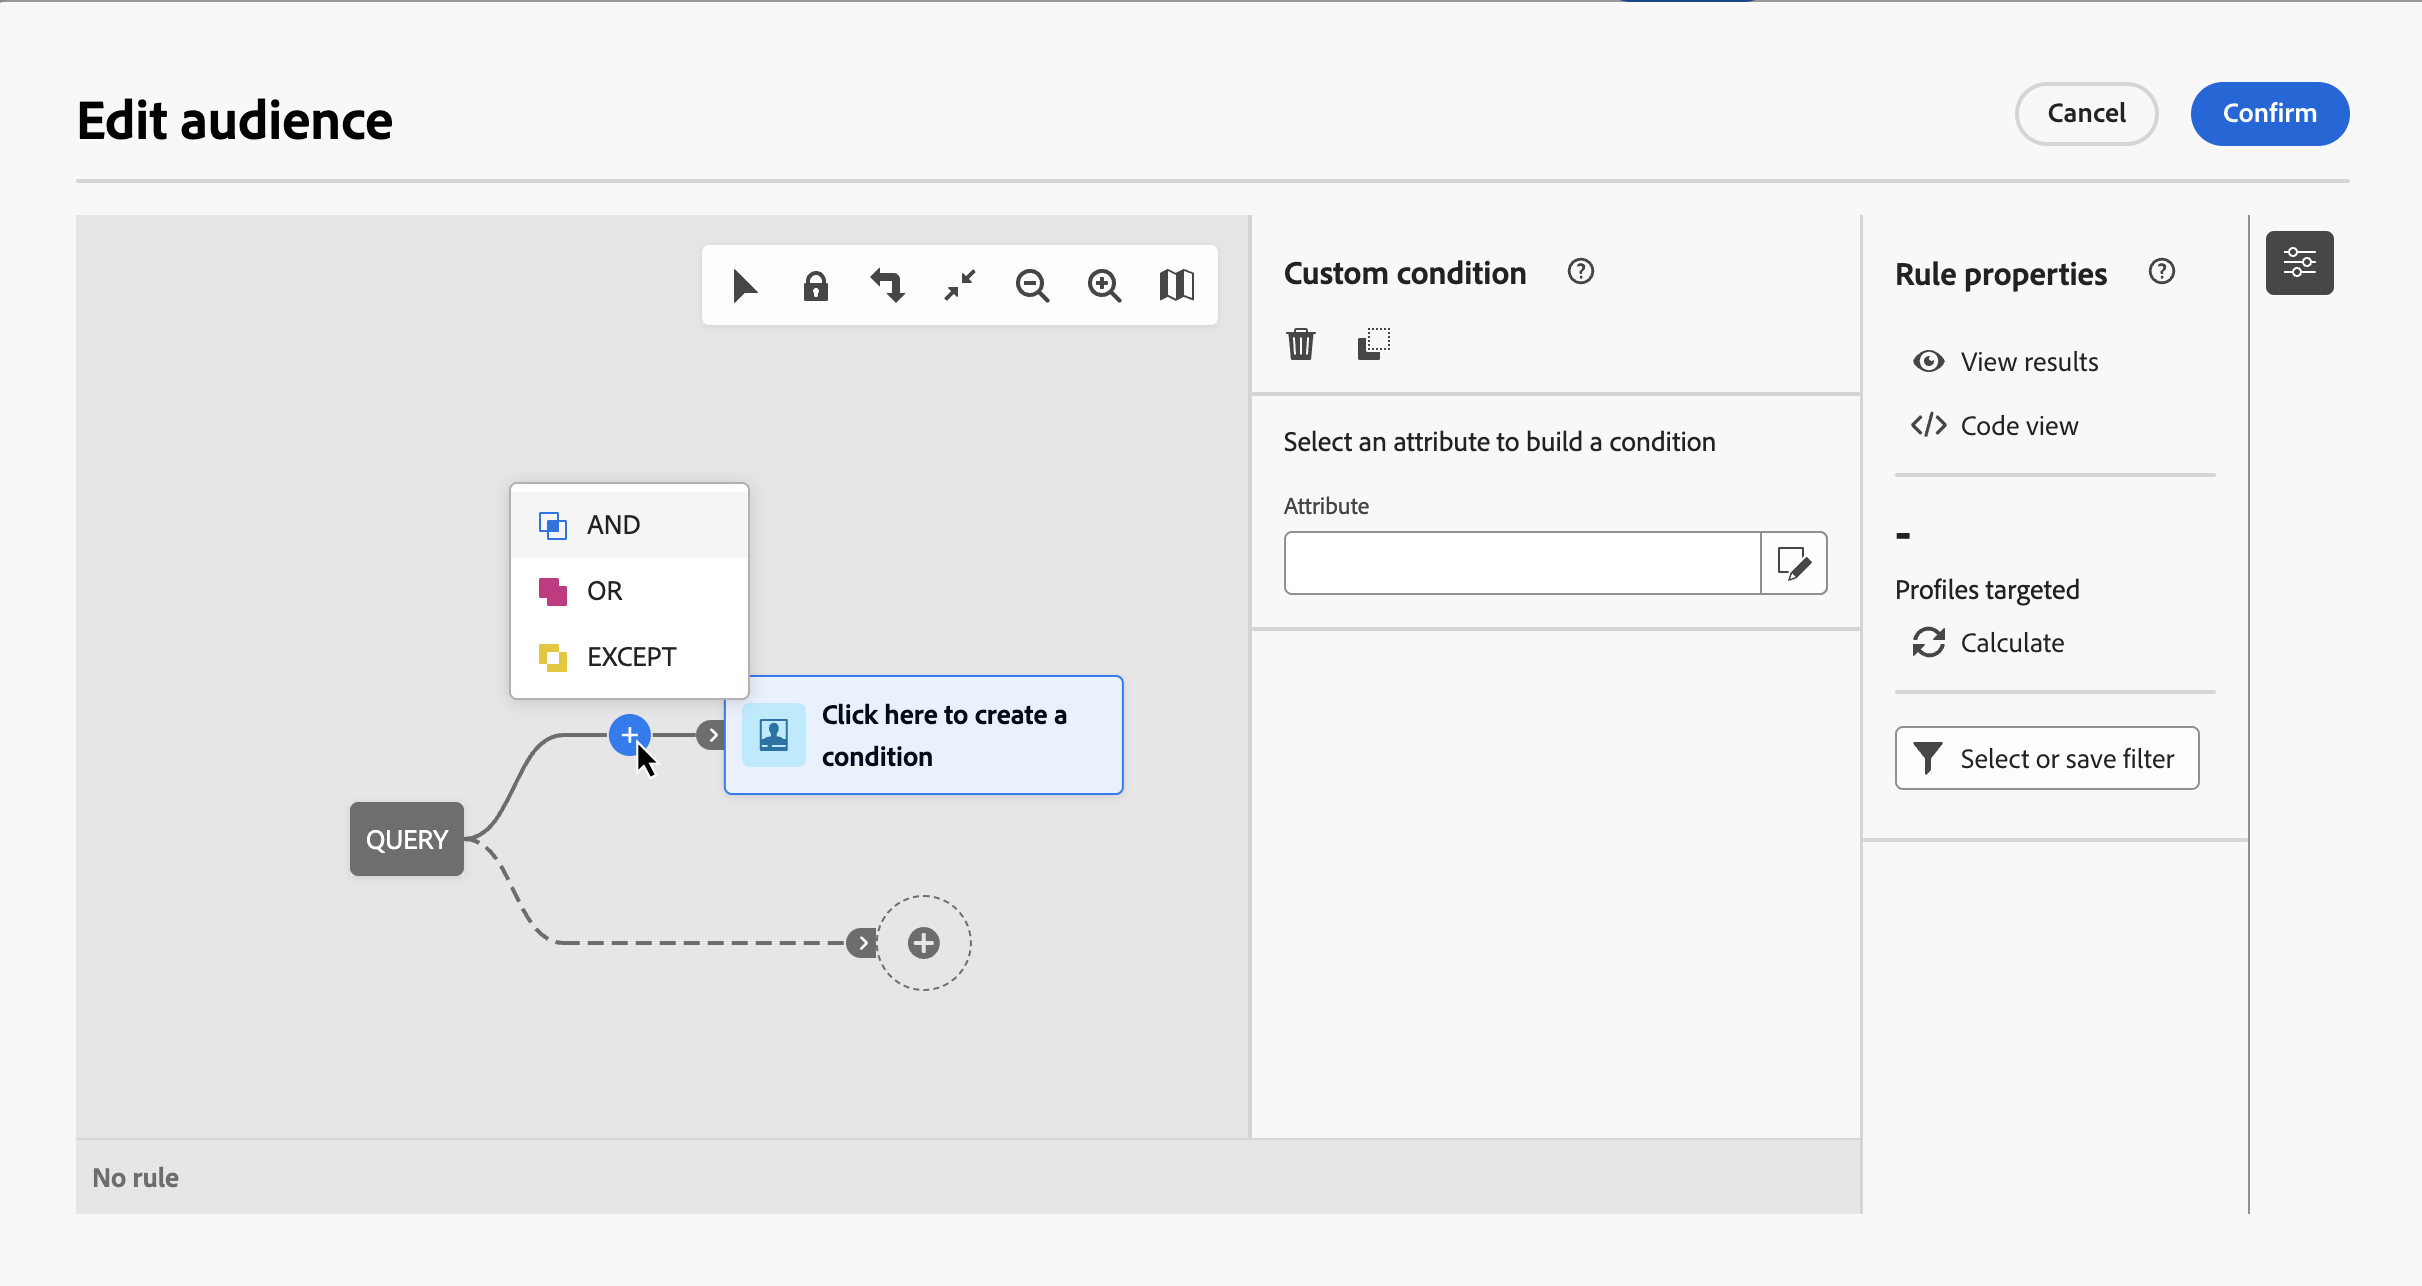 Edit audience
Cancel
Confirm
Custom condition
Select an attribute to build a condition
Attribute
Rule properties
View results
Code view
-
Profiles targeted
Calculate
Select or save filter
AND
OR
EXCEPT
Click here to create a
condition
QUERY
No rule